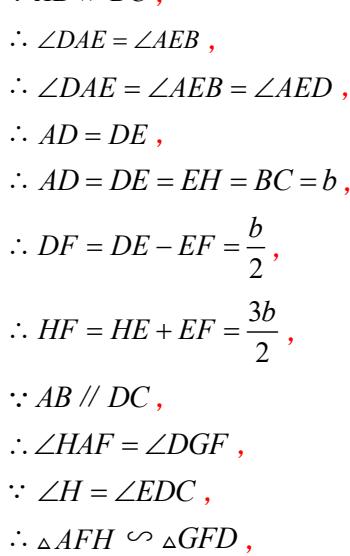 ∴ ∠DAE = ∠AEB，
∴ ∠DAE = ∠AEB = ∠AED，
∴ AD = DE，
∴ AD = DE = EH = BC = b，
∴ DF = DE − EF = b/2，
∴ HF = HE + EF = 3b/2，
∵ AB // DC，
∴ ∠HAF = ∠DGF，
∵ ∠H = ∠EDC，
∴ △AFH ∽ △GFD，